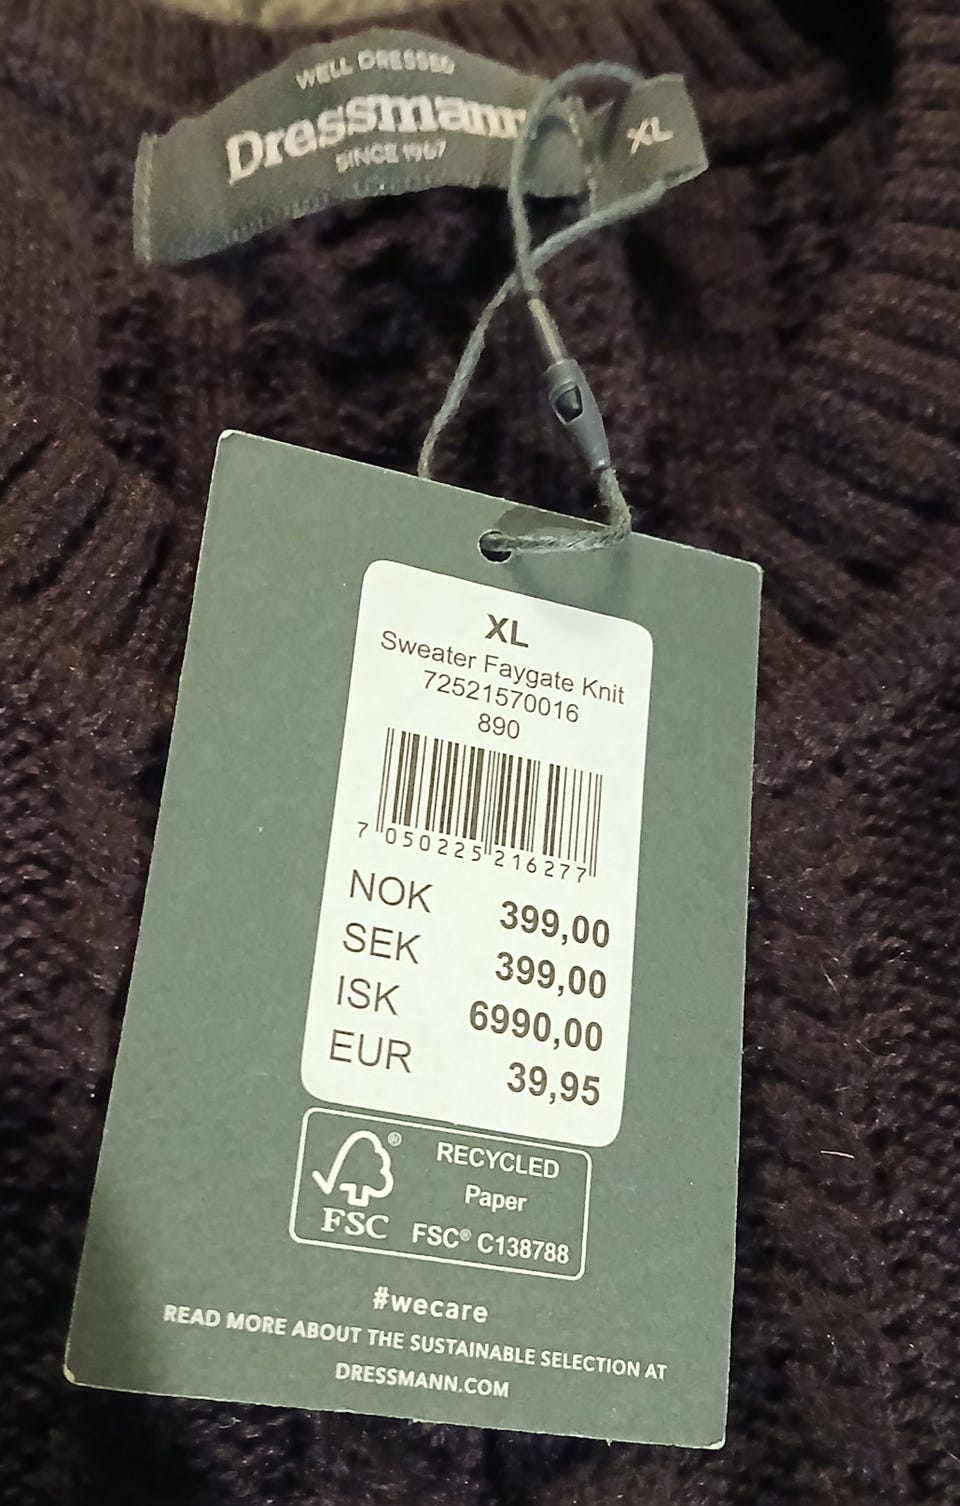 WELL DRESSED
Dressmann
SINCE 1967
XL
XL
Sweater Faygate Knit
72521570016
890
7 050225 216277
NOK 399,00
SEK 399,00
ISK 6990,00
EUR 39,95
FSC®
RECYCLED
Paper
FSC® C138788
#wecare
READ MORE ABOUT THE SUSTAINABLE SELECTION AT
DRESSMANN.COM